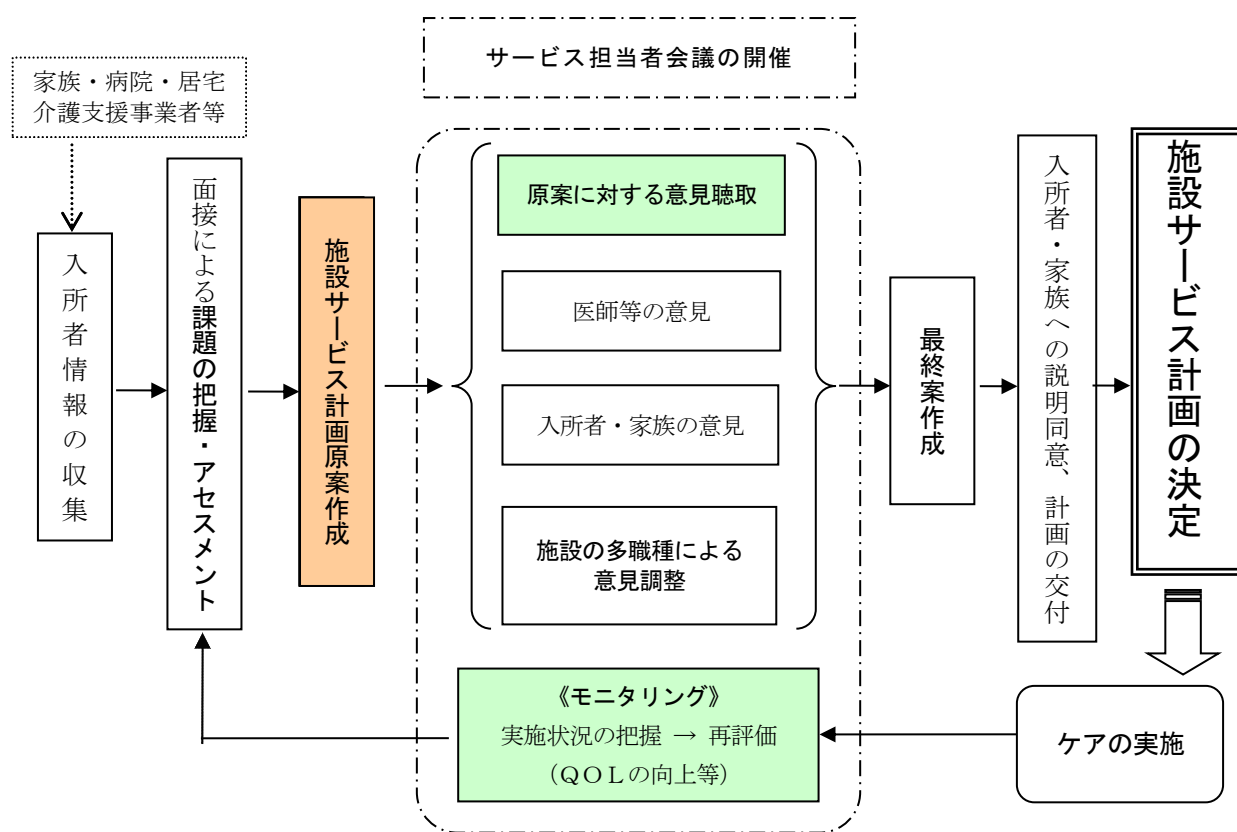 サービス担当者会議の開催
家族・病院・居宅
介護支援事業者等
入所者情報の収集
面接による課題の把握・アセスメント
施設サービス計画原案作成
原案に対する意見聴取
医師等の意見
入所者・家族の意見
施設の多職種による
意見調整
最終案作成
入所者・家族への説明同意、計画の交付
施設サービス計画の決定
《モニタリング》
実施状況の把握 → 再評価
（ＱＯＬの向上等）
ケアの実施